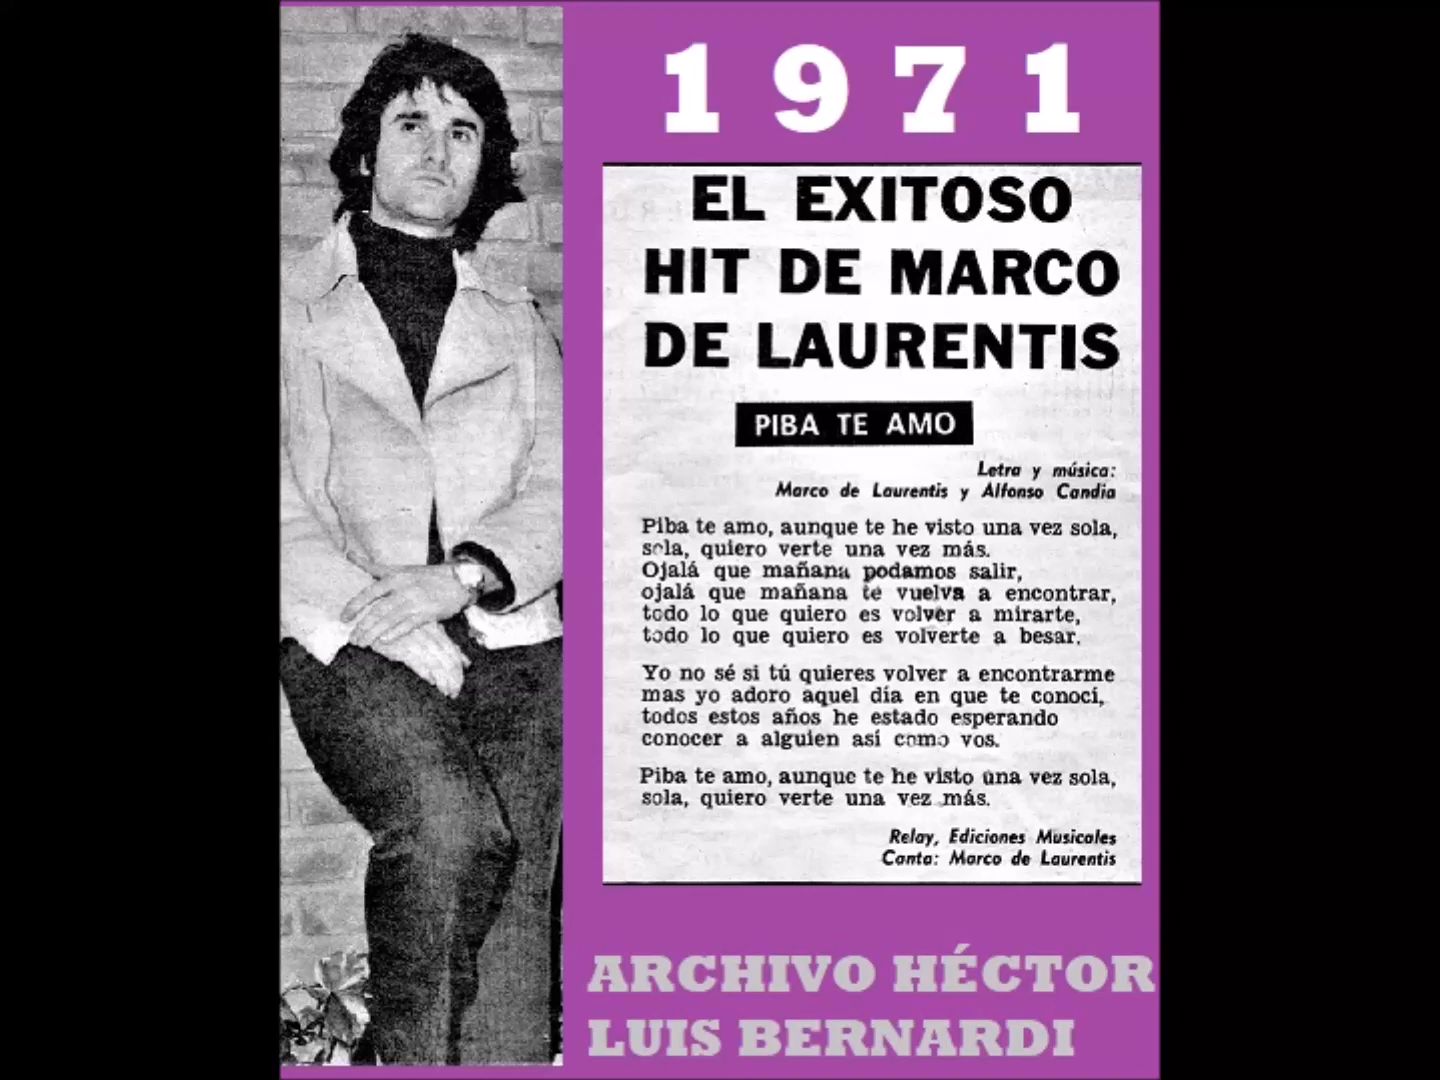 1971
EL EXITOSO
HIT DE MARCO
DE LAURENTIS
PIBA TE AMO
Letra y música:
Marco de Laurentis y Alfonso Candia
Piba te amo, aunque te he visto una vez sola,
sola, quiero verte una vez más.
Ojalá que mañana podamos salir,
ojalá que mañana te vuelva a encontrar,
todo lo que quiero es volver a mirarte,
todo lo que quiero es volverte a besar.
Yo no sé si tú quieres volver a encontrarme
mas yo adoro aquel día en que te conocí,
todos estos años he estado esperando
conocer a alguien así como vos.
Piba te amo, aunque te he visto una vez sola,
sola, quiero verte una vez más.
Relay, Ediciones Musicales
Canta: Marco de Laurentis
ARCHIVO HÉCTOR
LUIS BERNARDI